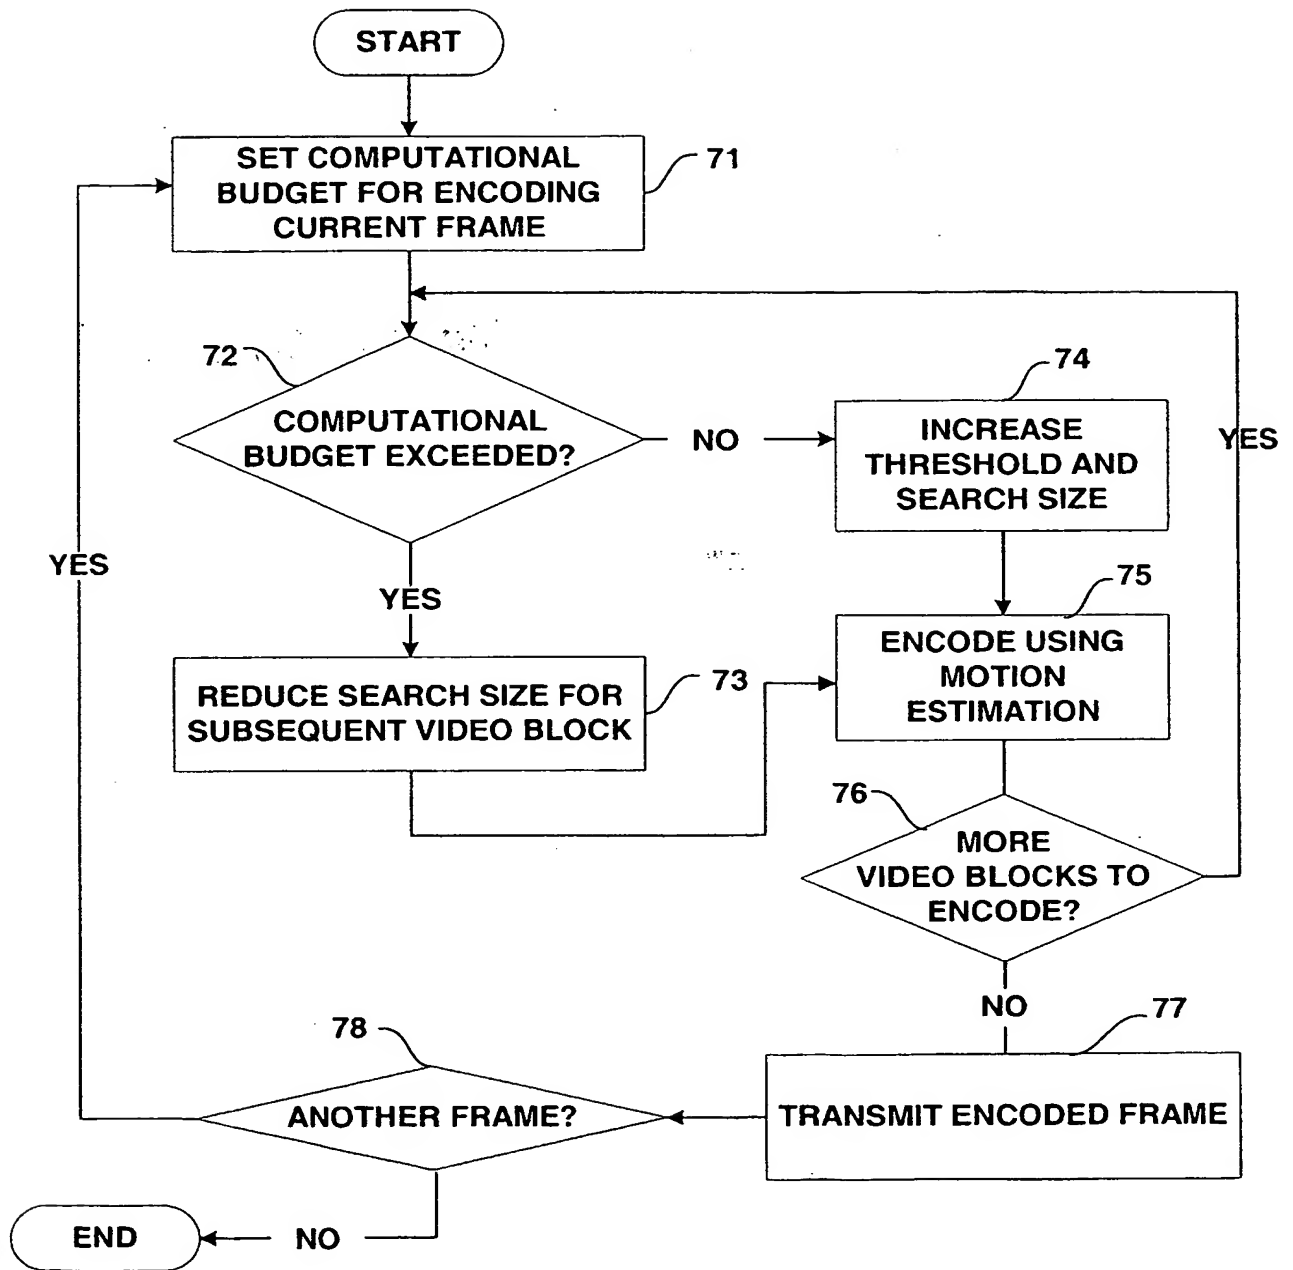 START
SET COMPUTATIONAL
BUDGET FOR ENCODING
CURRENT FRAME
71
72
COMPUTATIONAL
BUDGET EXCEEDED?
NO
74
INCREASE
THRESHOLD AND
SEARCH SIZE
YES
YES
YES
75
ENCODE USING
MOTION
ESTIMATION
REDUCE SEARCH SIZE FOR
SUBSEQUENT VIDEO BLOCK
73
76
MORE
VIDEO BLOCKS TO
ENCODE?
NO
77
TRANSMIT ENCODED FRAME
78
ANOTHER FRAME?
NO
END